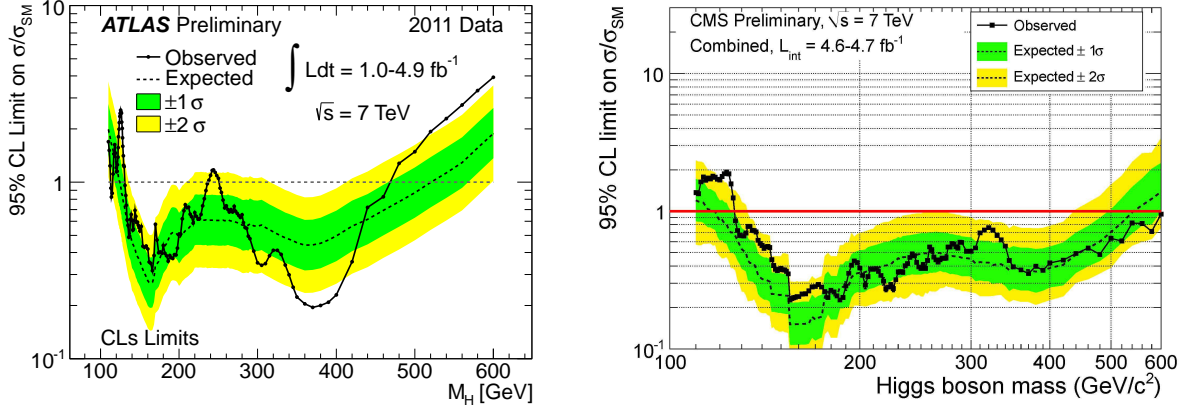 ATLAS Preliminary
2011 Data
Observed
Expected
±1 σ
±2 σ
∫ Ldt = 1.0-4.9 fb⁻¹
√s = 7 TeV
CLs Limits
95% CL Limit on σ/σSM
10
1
10⁻¹
100 200 300 400 500 600
MH [GeV]
CMS Preliminary, √s = 7 TeV
Combined, Lint = 4.6-4.7 fb⁻¹
Observed
Expected ± 1σ
Expected ± 2σ
95% CL limit on σ/σSM
10
1
10⁻¹
100 200 300 400 500 600
Higgs boson mass (GeV/c²)